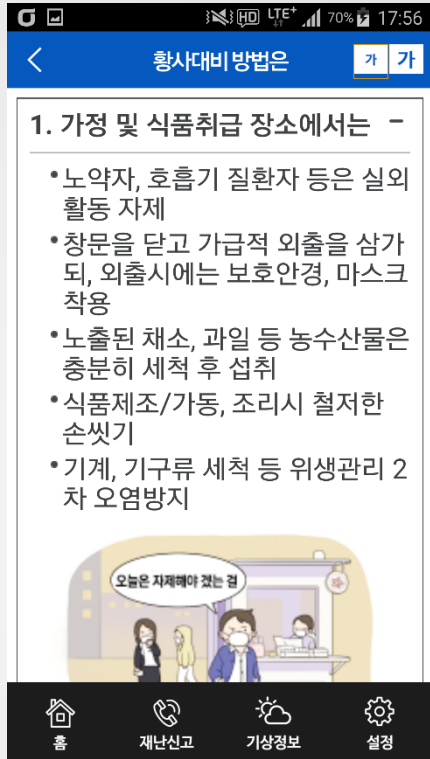 HD LTE+ 70% 17:56
황사대비 방법은 가 가
1. 가정 및 식품취급 장소에서는 −
•노약자, 호흡기 질환자 등은 실외
활동 자제
•창문을 닫고 가급적 외출을 삼가
되, 외출시에는 보호안경, 마스크
착용
•노출된 채소, 과일 등 농수산물은
충분히 세척 후 섭취
•식품제조/가동, 조리시 철저한
손씻기
•기계, 기구류 세척 등 위생관리 2
차 오염방지
오늘은 자제해야 겠는 걸
홈 재난신고 기상정보 설정